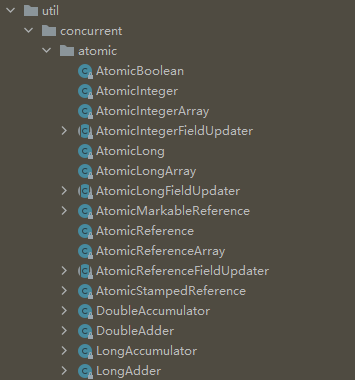 util
concurrent
atomic
AtomicBoolean
AtomicInteger
AtomicIntegerArray
AtomicIntegerFieldUpdater
AtomicLong
AtomicLongArray
AtomicLongFieldUpdater
AtomicMarkableReference
AtomicReference
AtomicReferenceArray
AtomicReferenceFieldUpdater
AtomicStampedReference
DoubleAccumulator
DoubleAdder
LongAccumulator
LongAdder